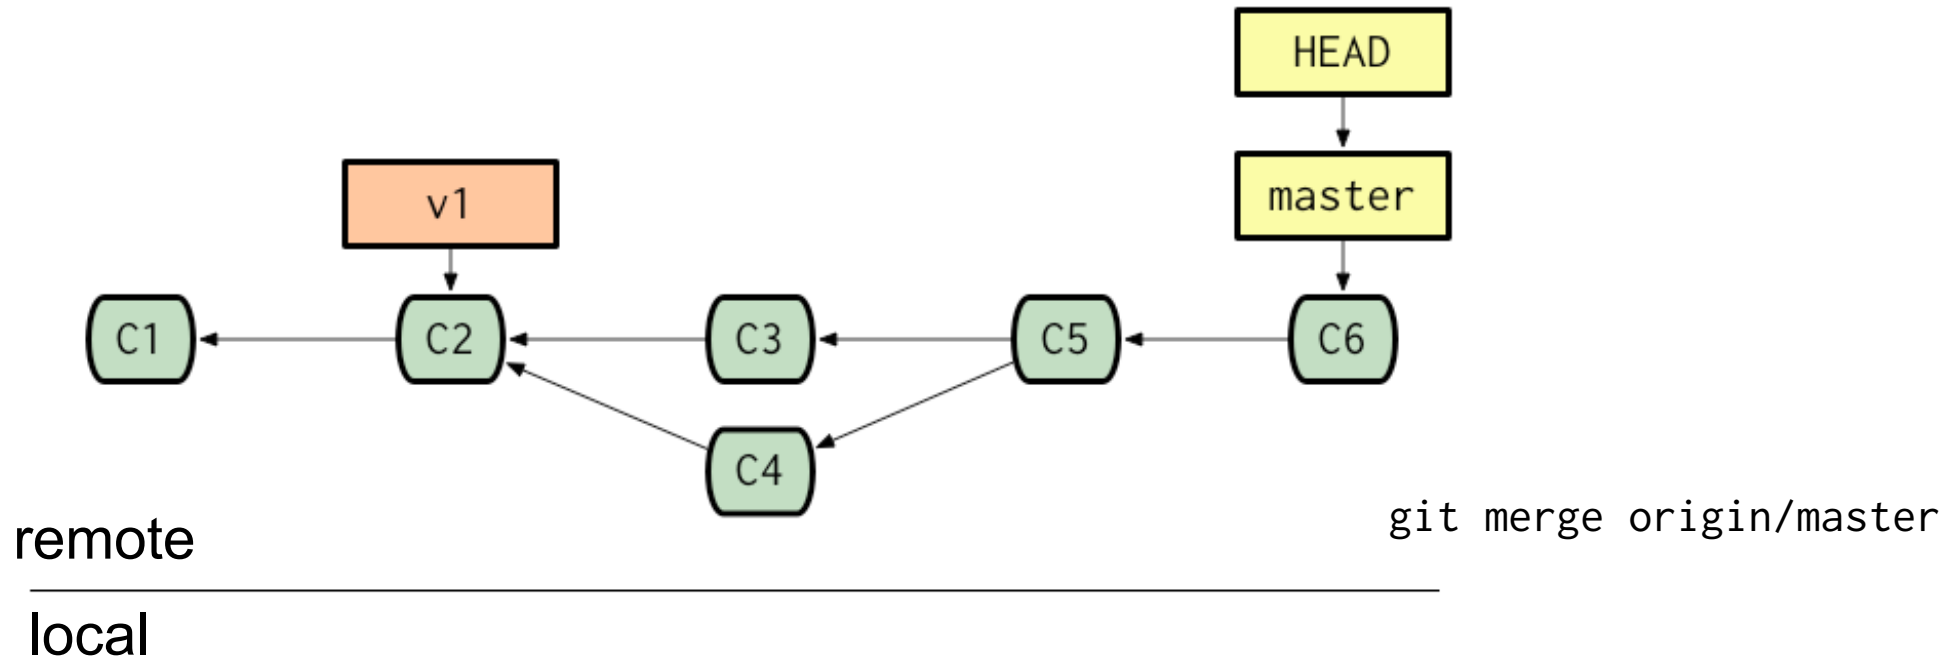 HEAD
v1
master
C1
C2
C3
C5
C6
C4
git merge origin/master
remote
local